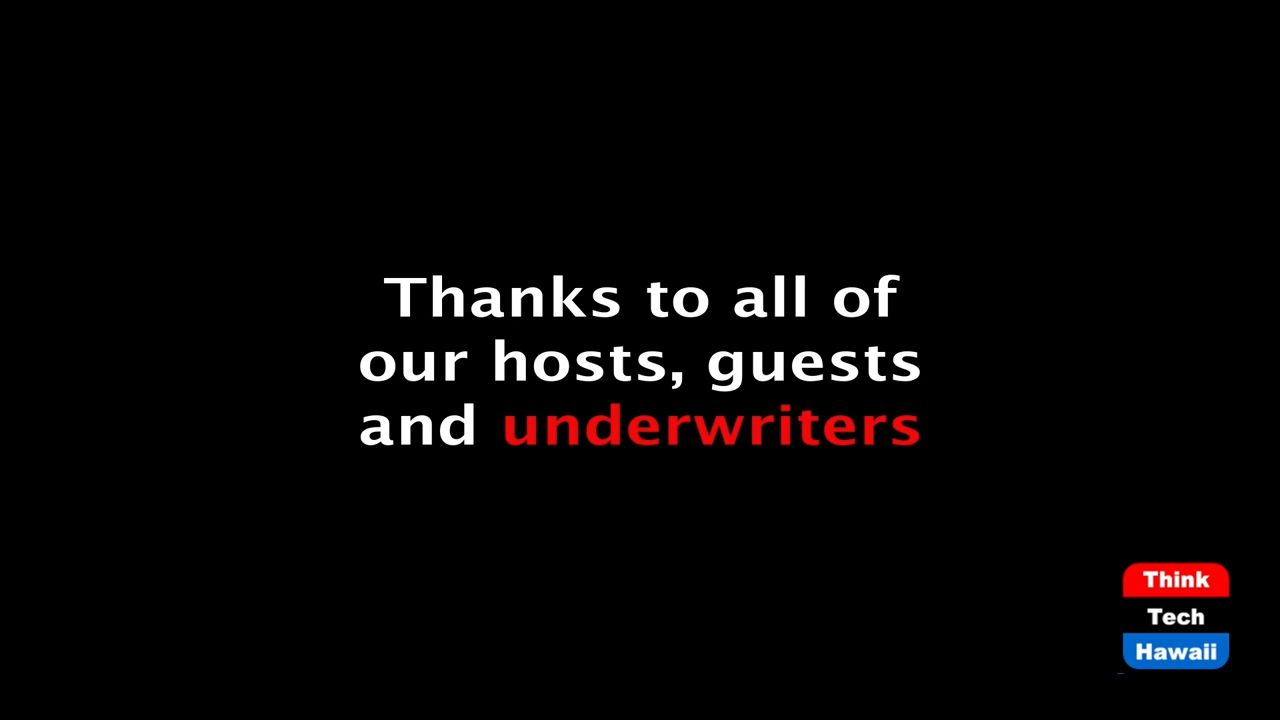 Thanks to all of
our hosts, guests
and underwriters
Think
Tech
Hawaii